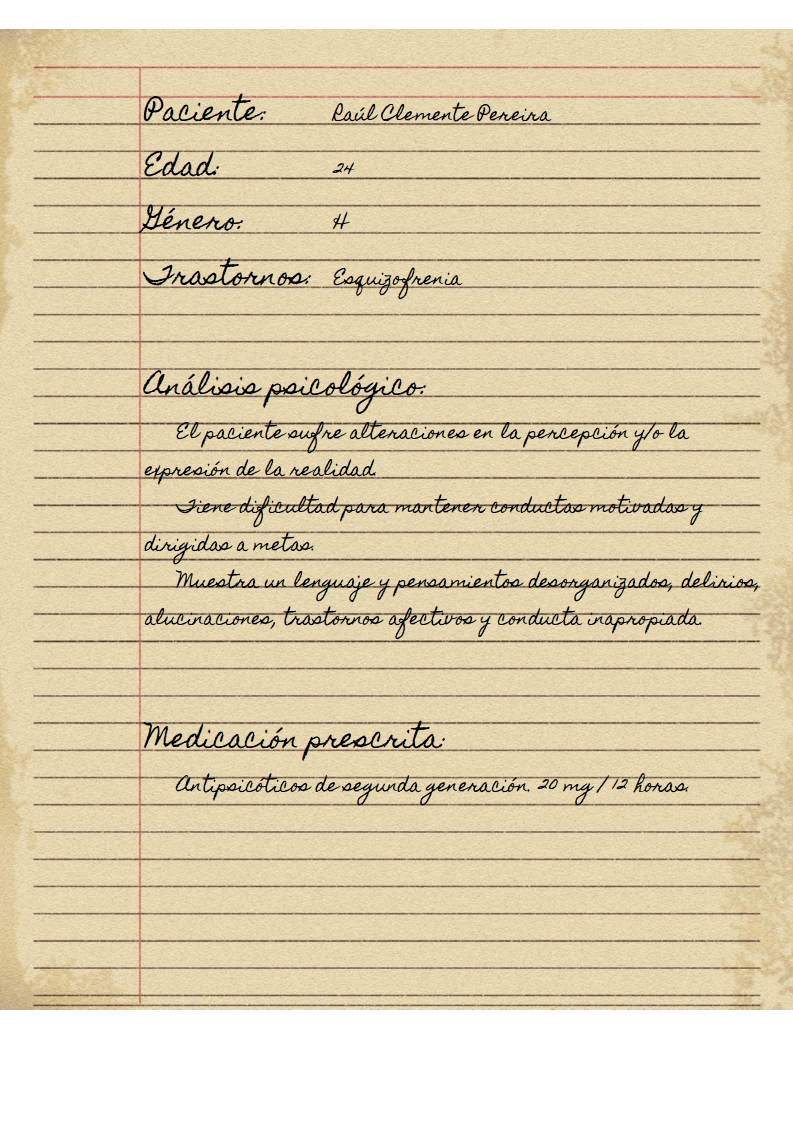 Paciente: Raúl Clemente Pereira
Edad: 24
Género: H
Trastornos: Esquizofrenia
Análisis psicológico:
El paciente sufre alteraciones en la percepción y/o la
expresión de la realidad.
Tiene dificultad para mantener conductas motivadas y
dirigidas a metas.
Muestra un lenguaje y pensamientos desorganizados, delirios,
alucinaciones, trastornos afectivos y conducta inapropiada.
Medicación prescrita:
Antipsicóticos de segunda generación. 20 mg / 12 horas.